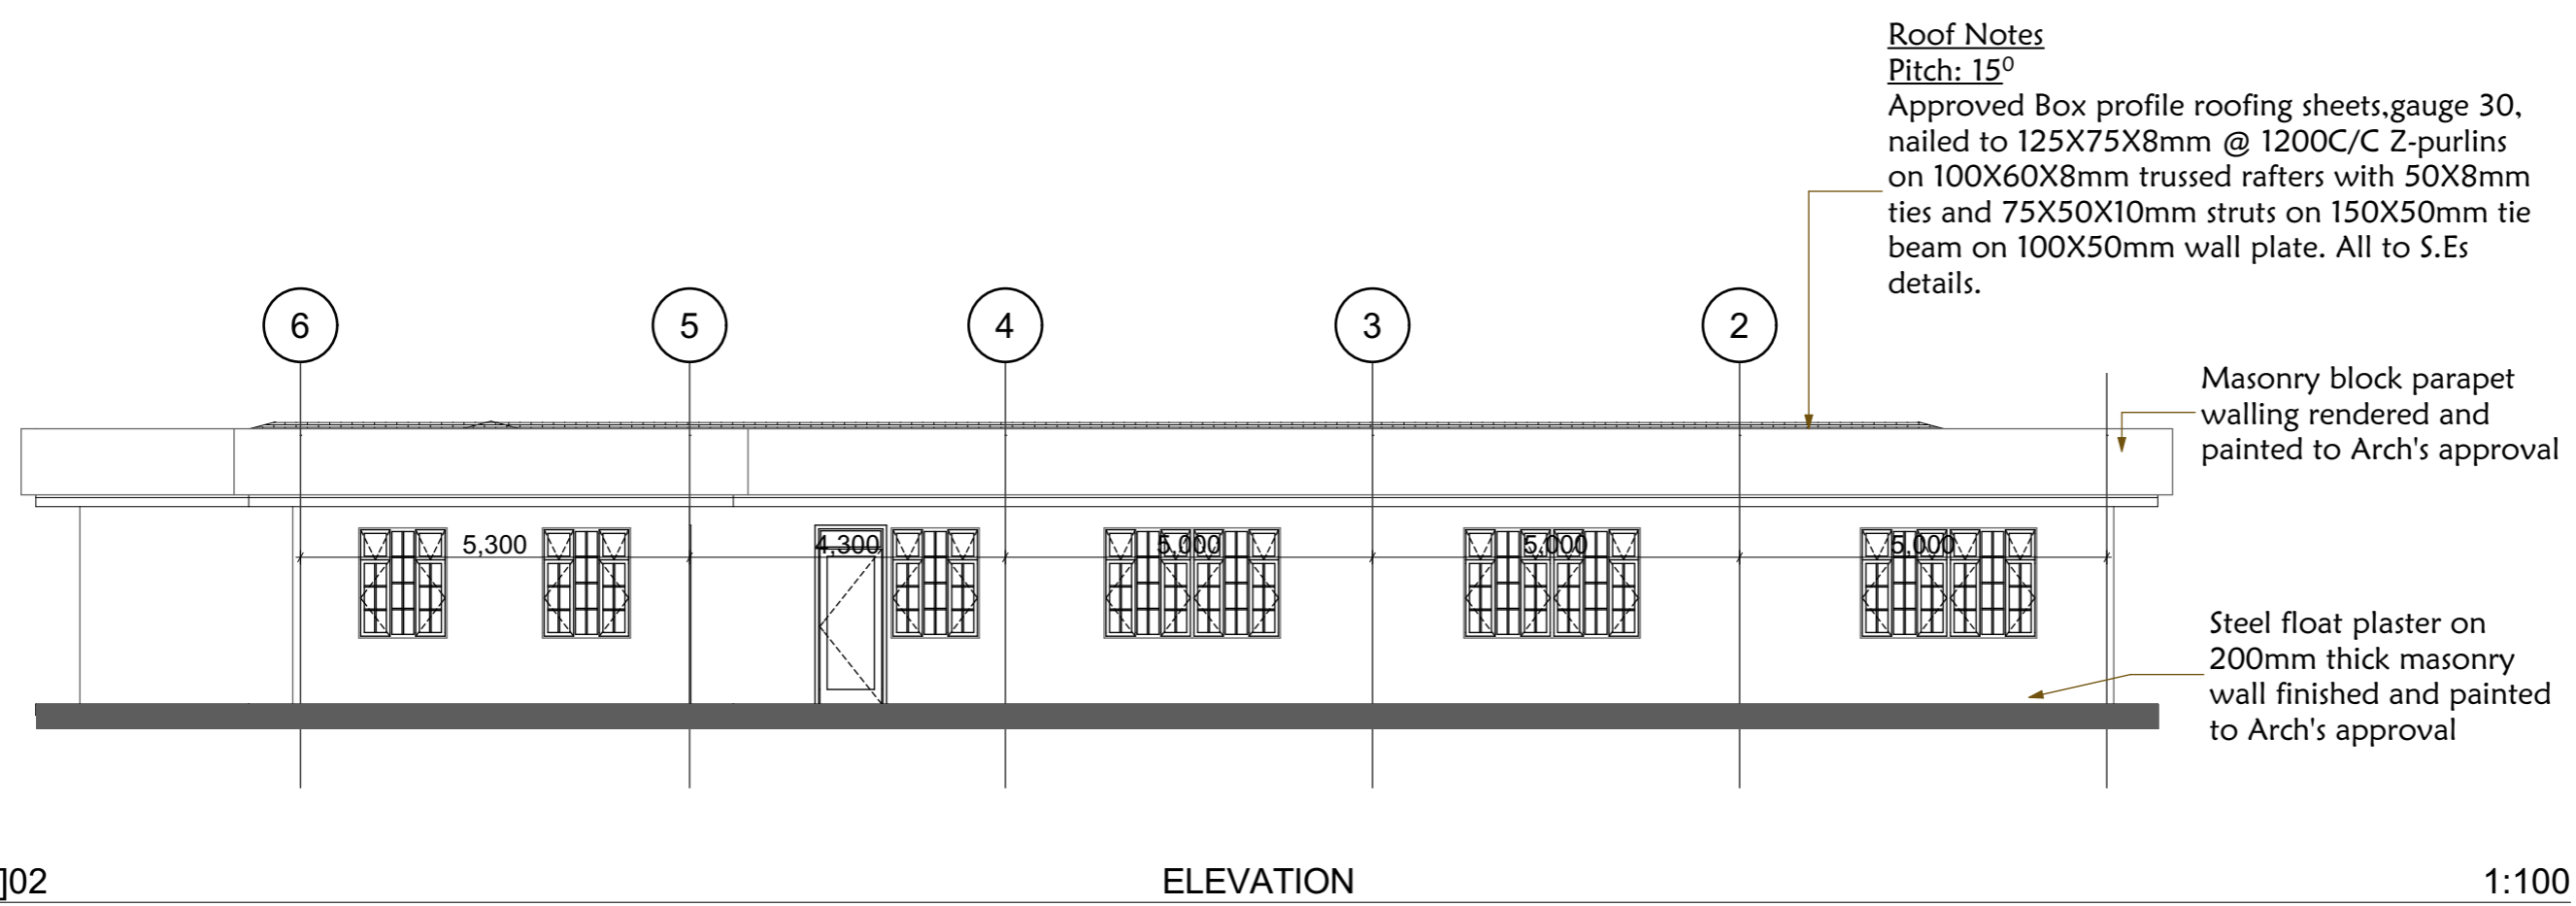 Roof Notes
Pitch: 15⁰
Approved Box profile roofing sheets,gauge 30,
nailed to 125X75X8mm @ 1200C/C Z-purlins
on 100X60X8mm trussed rafters with 50X8mm
ties and 75X50X10mm struts on 150X50mm tie
beam on 100X50mm wall plate. All to S.Es
details.
6 5 4 3 2
Masonry block parapet
walling rendered and
painted to Arch's approval
5,300 4,300 5,000 5,000 5,000
Steel float plaster on
200mm thick masonry
wall finished and painted
to Arch's approval
]02 ELEVATION 1:100